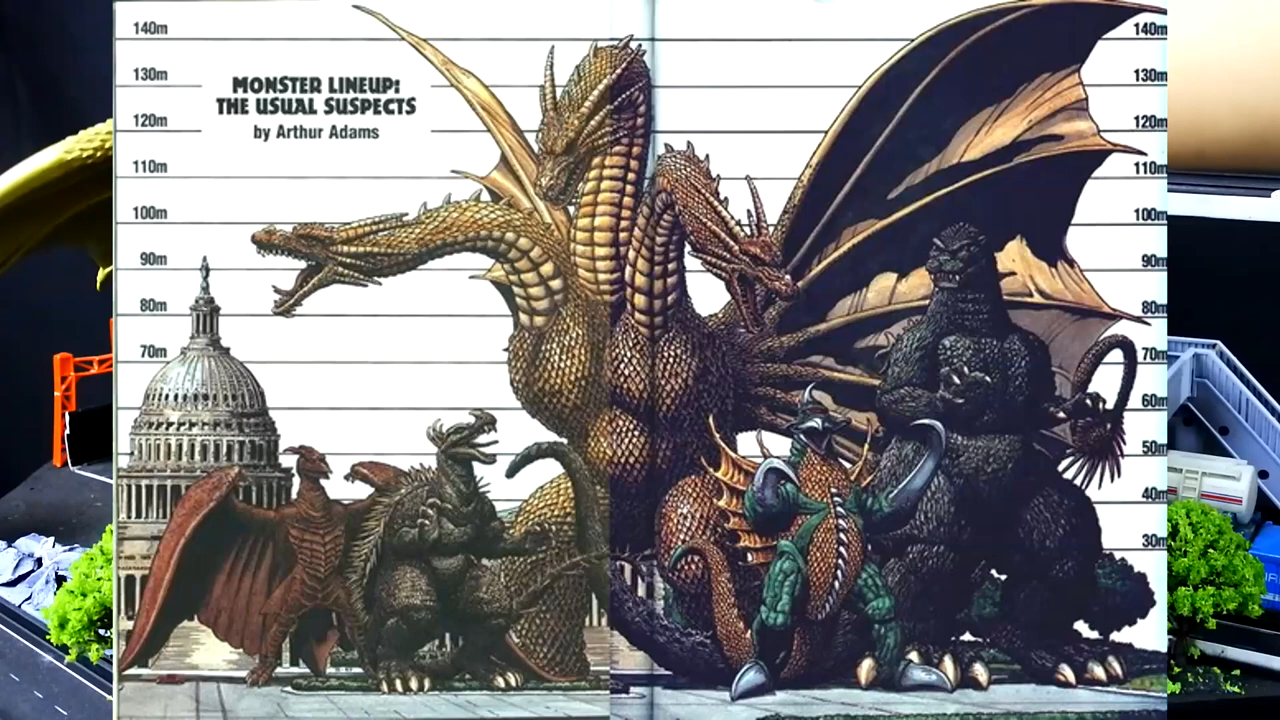 140m
130m
120m
110m
100m
90m
80m
70m
MONSTER LINEUP:
THE USUAL SUSPECTS
by Arthur Adams
140m
130m
120m
110m
100m
90m
80m
70m
60m
50m
40m
30m